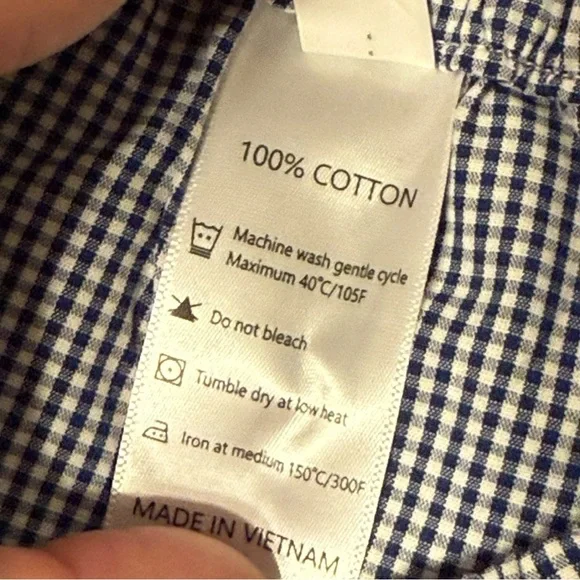 100% COTTON
Machine wash gentle cycle
Maximum 40°C/105F
Do not bleach
Tumble dry at low heat
Iron at medium 150°C/300F
MADE IN VIETNAM